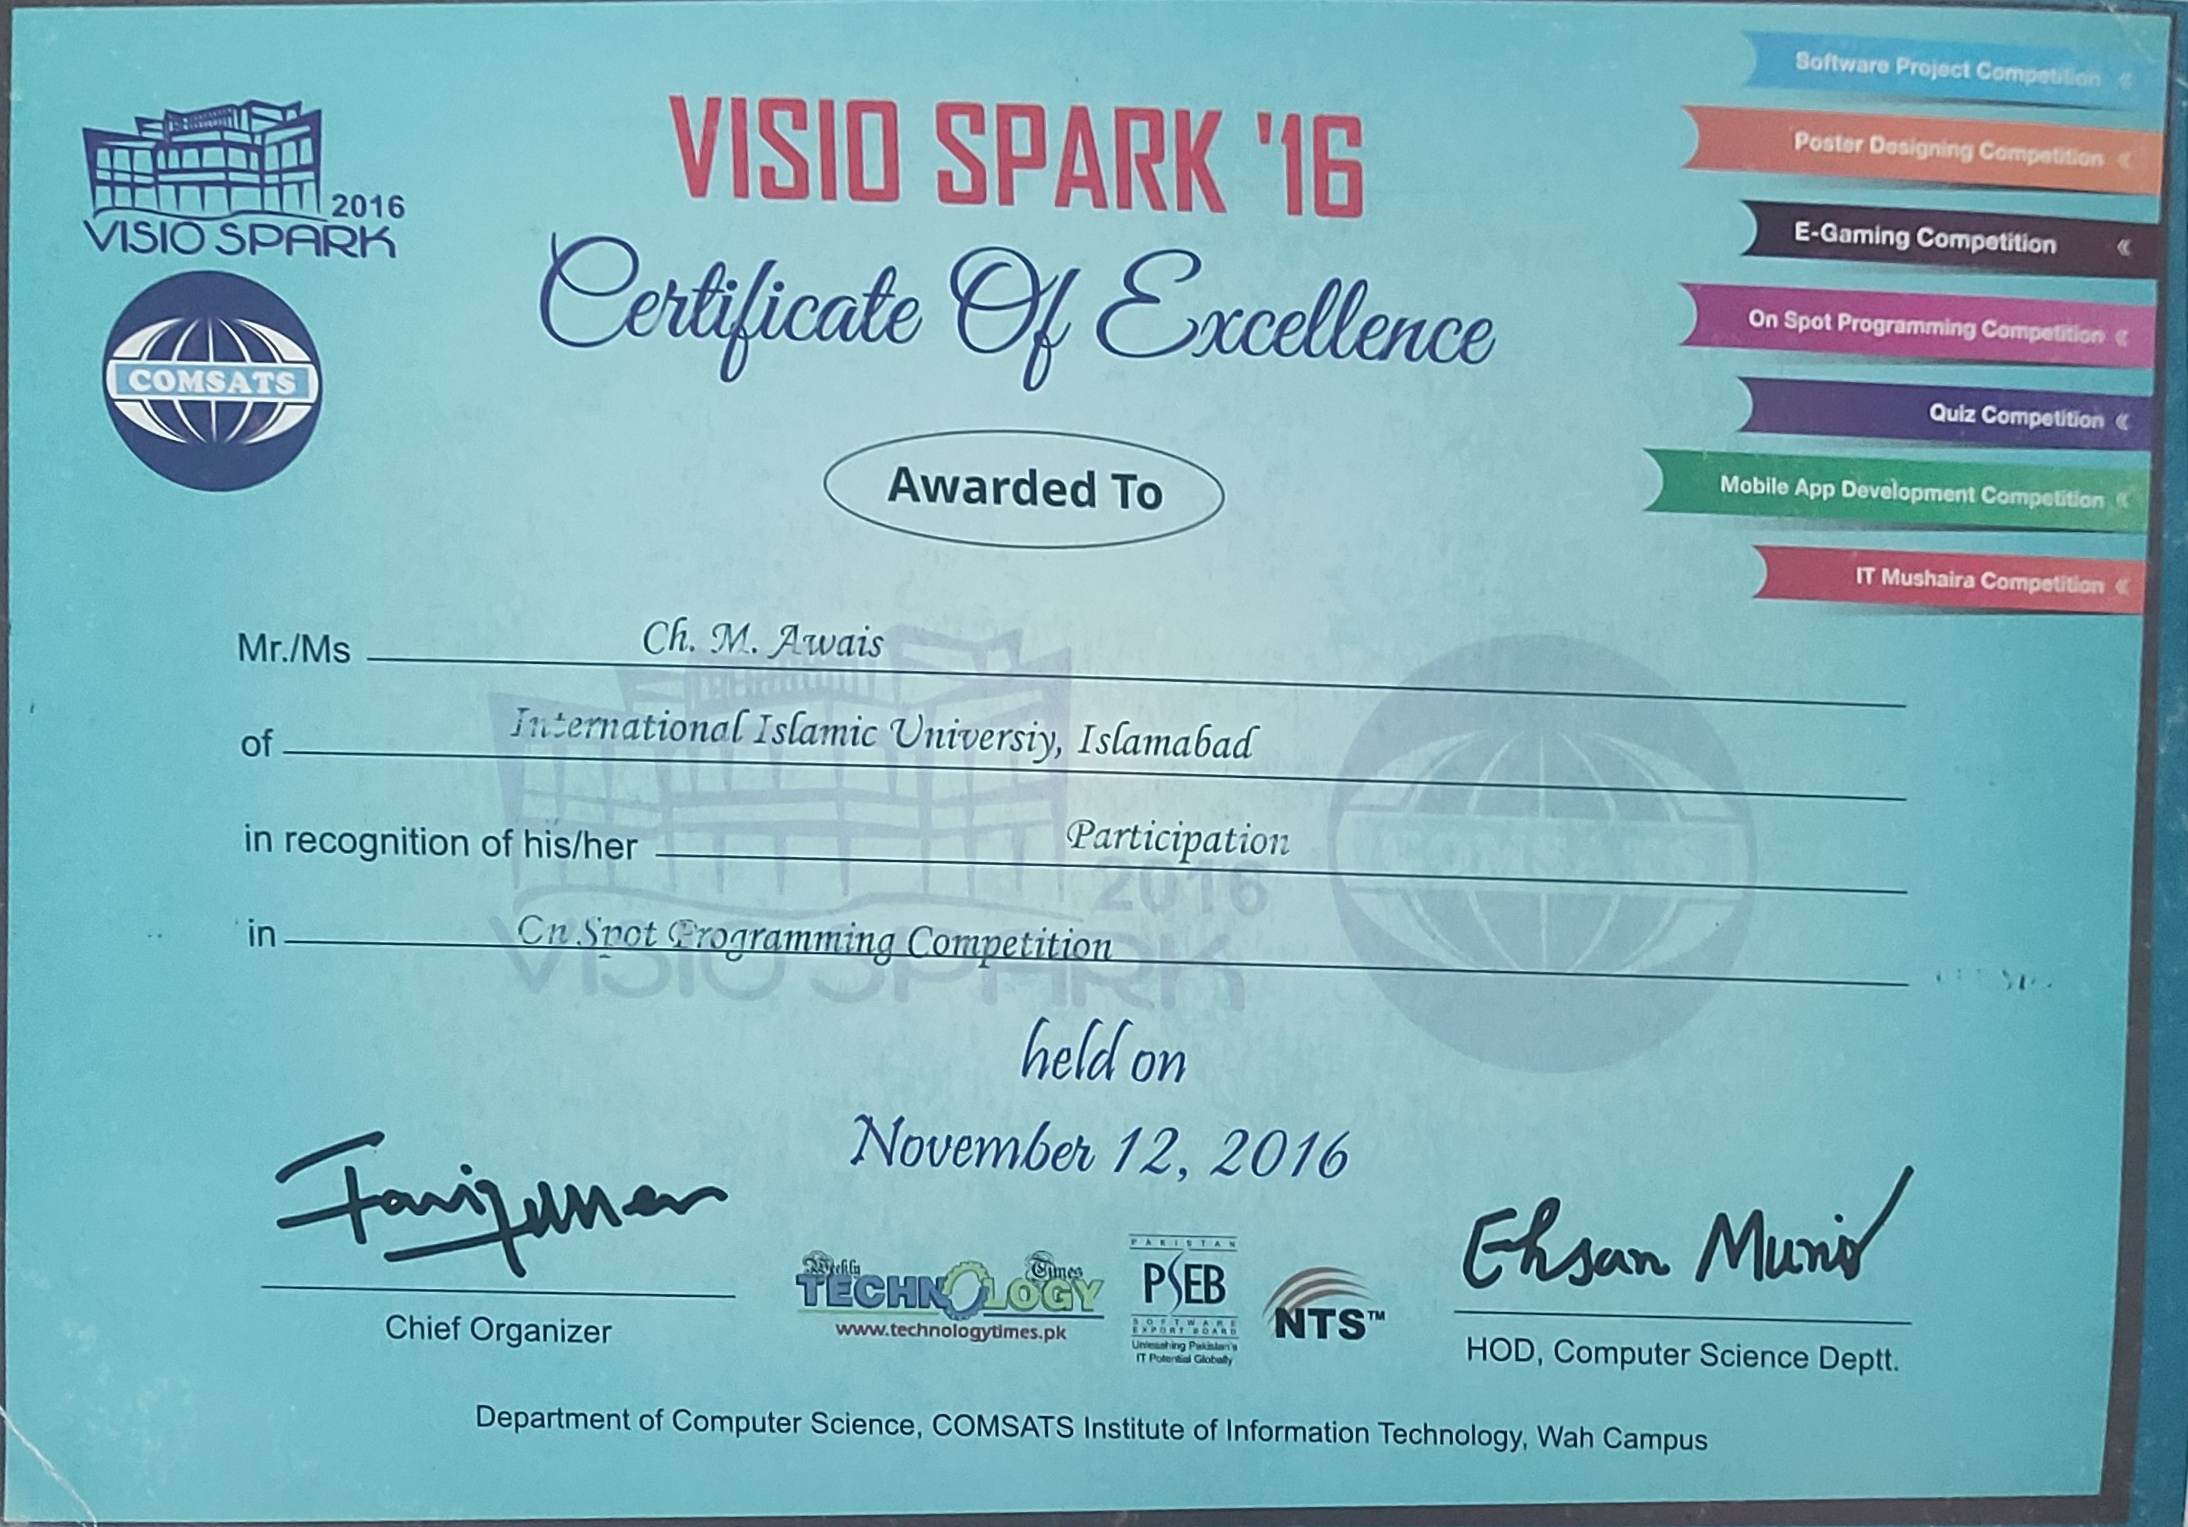 2016
VISIO SPARK
COMSATS
VISIO SPARK '16
Certificate Of Excellence
Awarded To
Software Project Competition
Poster Designing Competition
E-Gaming Competition
On Spot Programming Competition
Quiz Competition
Mobile App Development Competition
IT Mushaira Competition
Mr./Ms Ch. M. Awais
of International Islamic Universiy, Islamabad
in recognition of his/her Participation
in On Spot Programming Competition
2016
VISIO SPARK
COMSATS
held on
November 12, 2016
Ehsan Munir
Chief Organizer
Weekly TECHNOLOGY Times
www.technologytimes.pk
PAKISTAN
PSEB
SOFTWARE
EXPORT BOARD
Unleashing Pakistan's
IT Potential Globally
NTS™
HOD, Computer Science Deptt.
Department of Computer Science, COMSATS Institute of Information Technology, Wah Campus